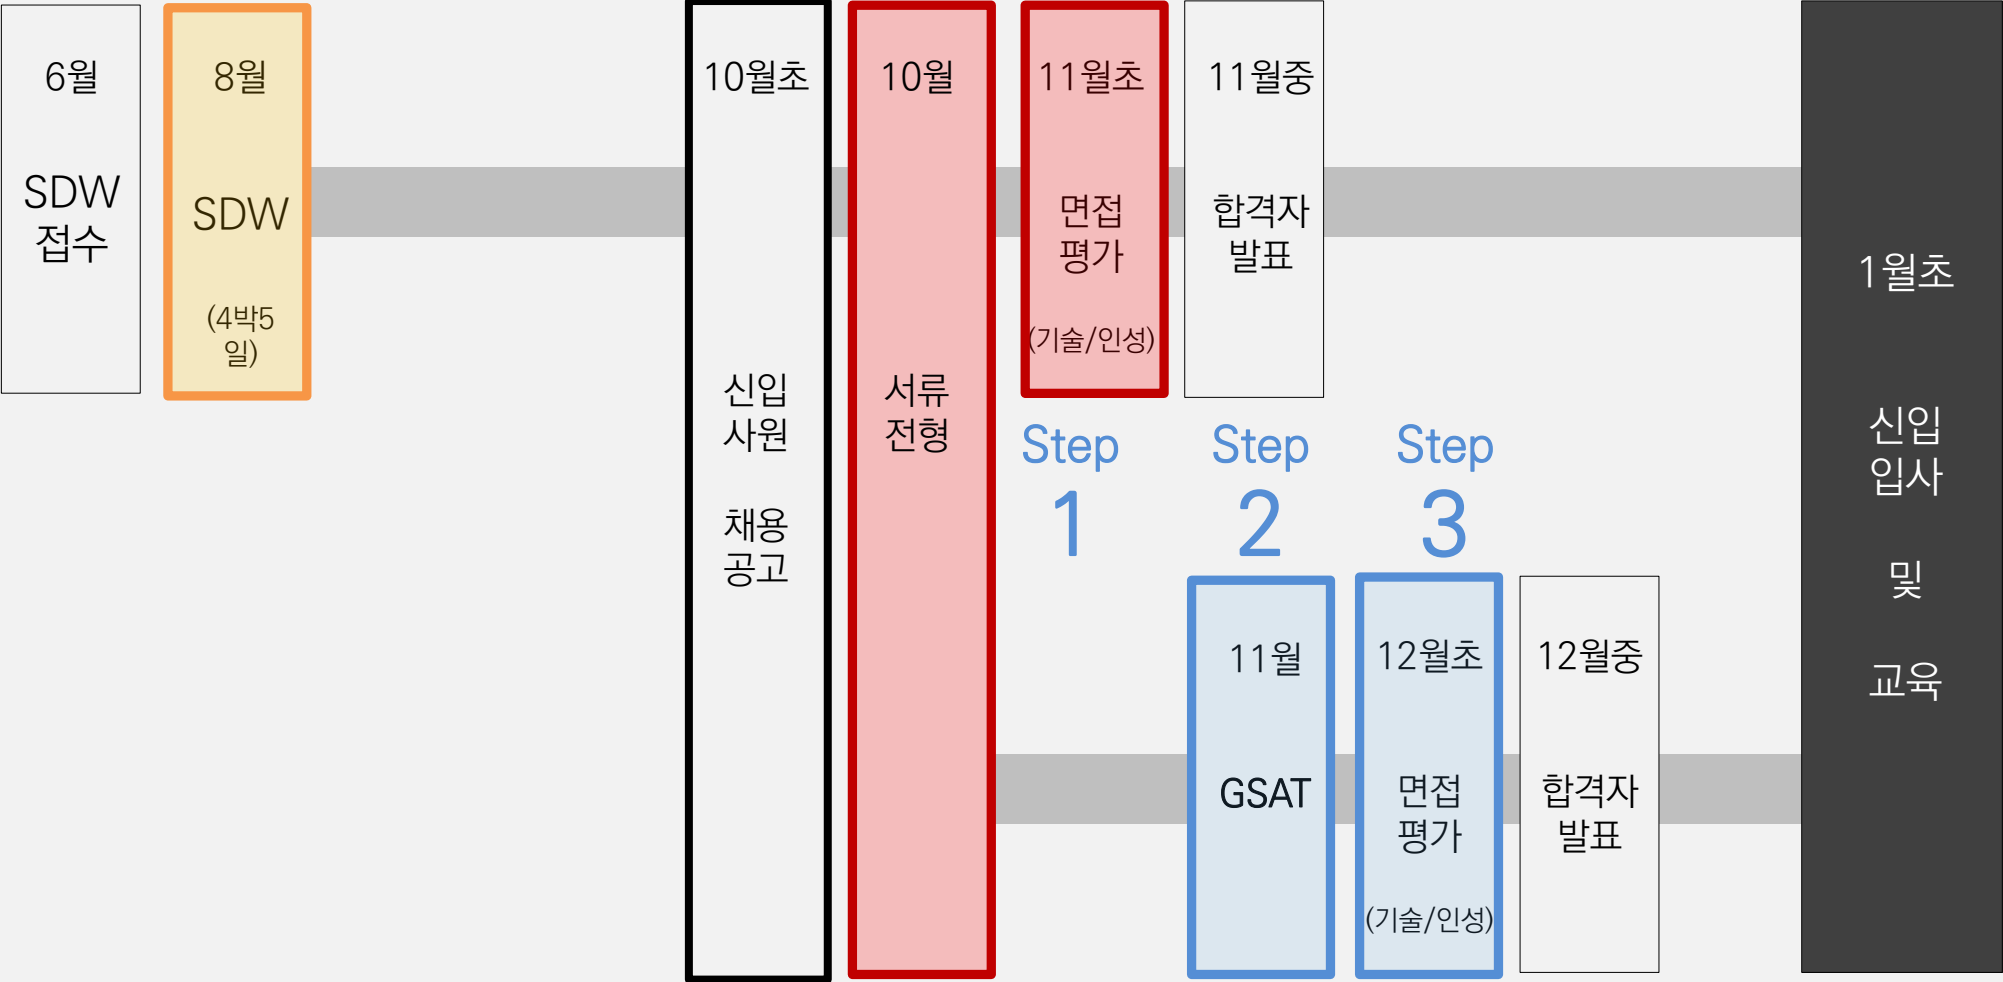 6월
SDW
접수
8월
SDW
(4박5
일)
10월초
신입
사원
채용
공고
10월
서류
전형
11월초
면접
평가
(기술/인성)
11월중
합격자
발표
Step
1
Step
2
Step
3
11월
GSAT
12월초
면접
평가
(기술/인성)
12월중
합격자
발표
1월초
신입
입사
및
교육